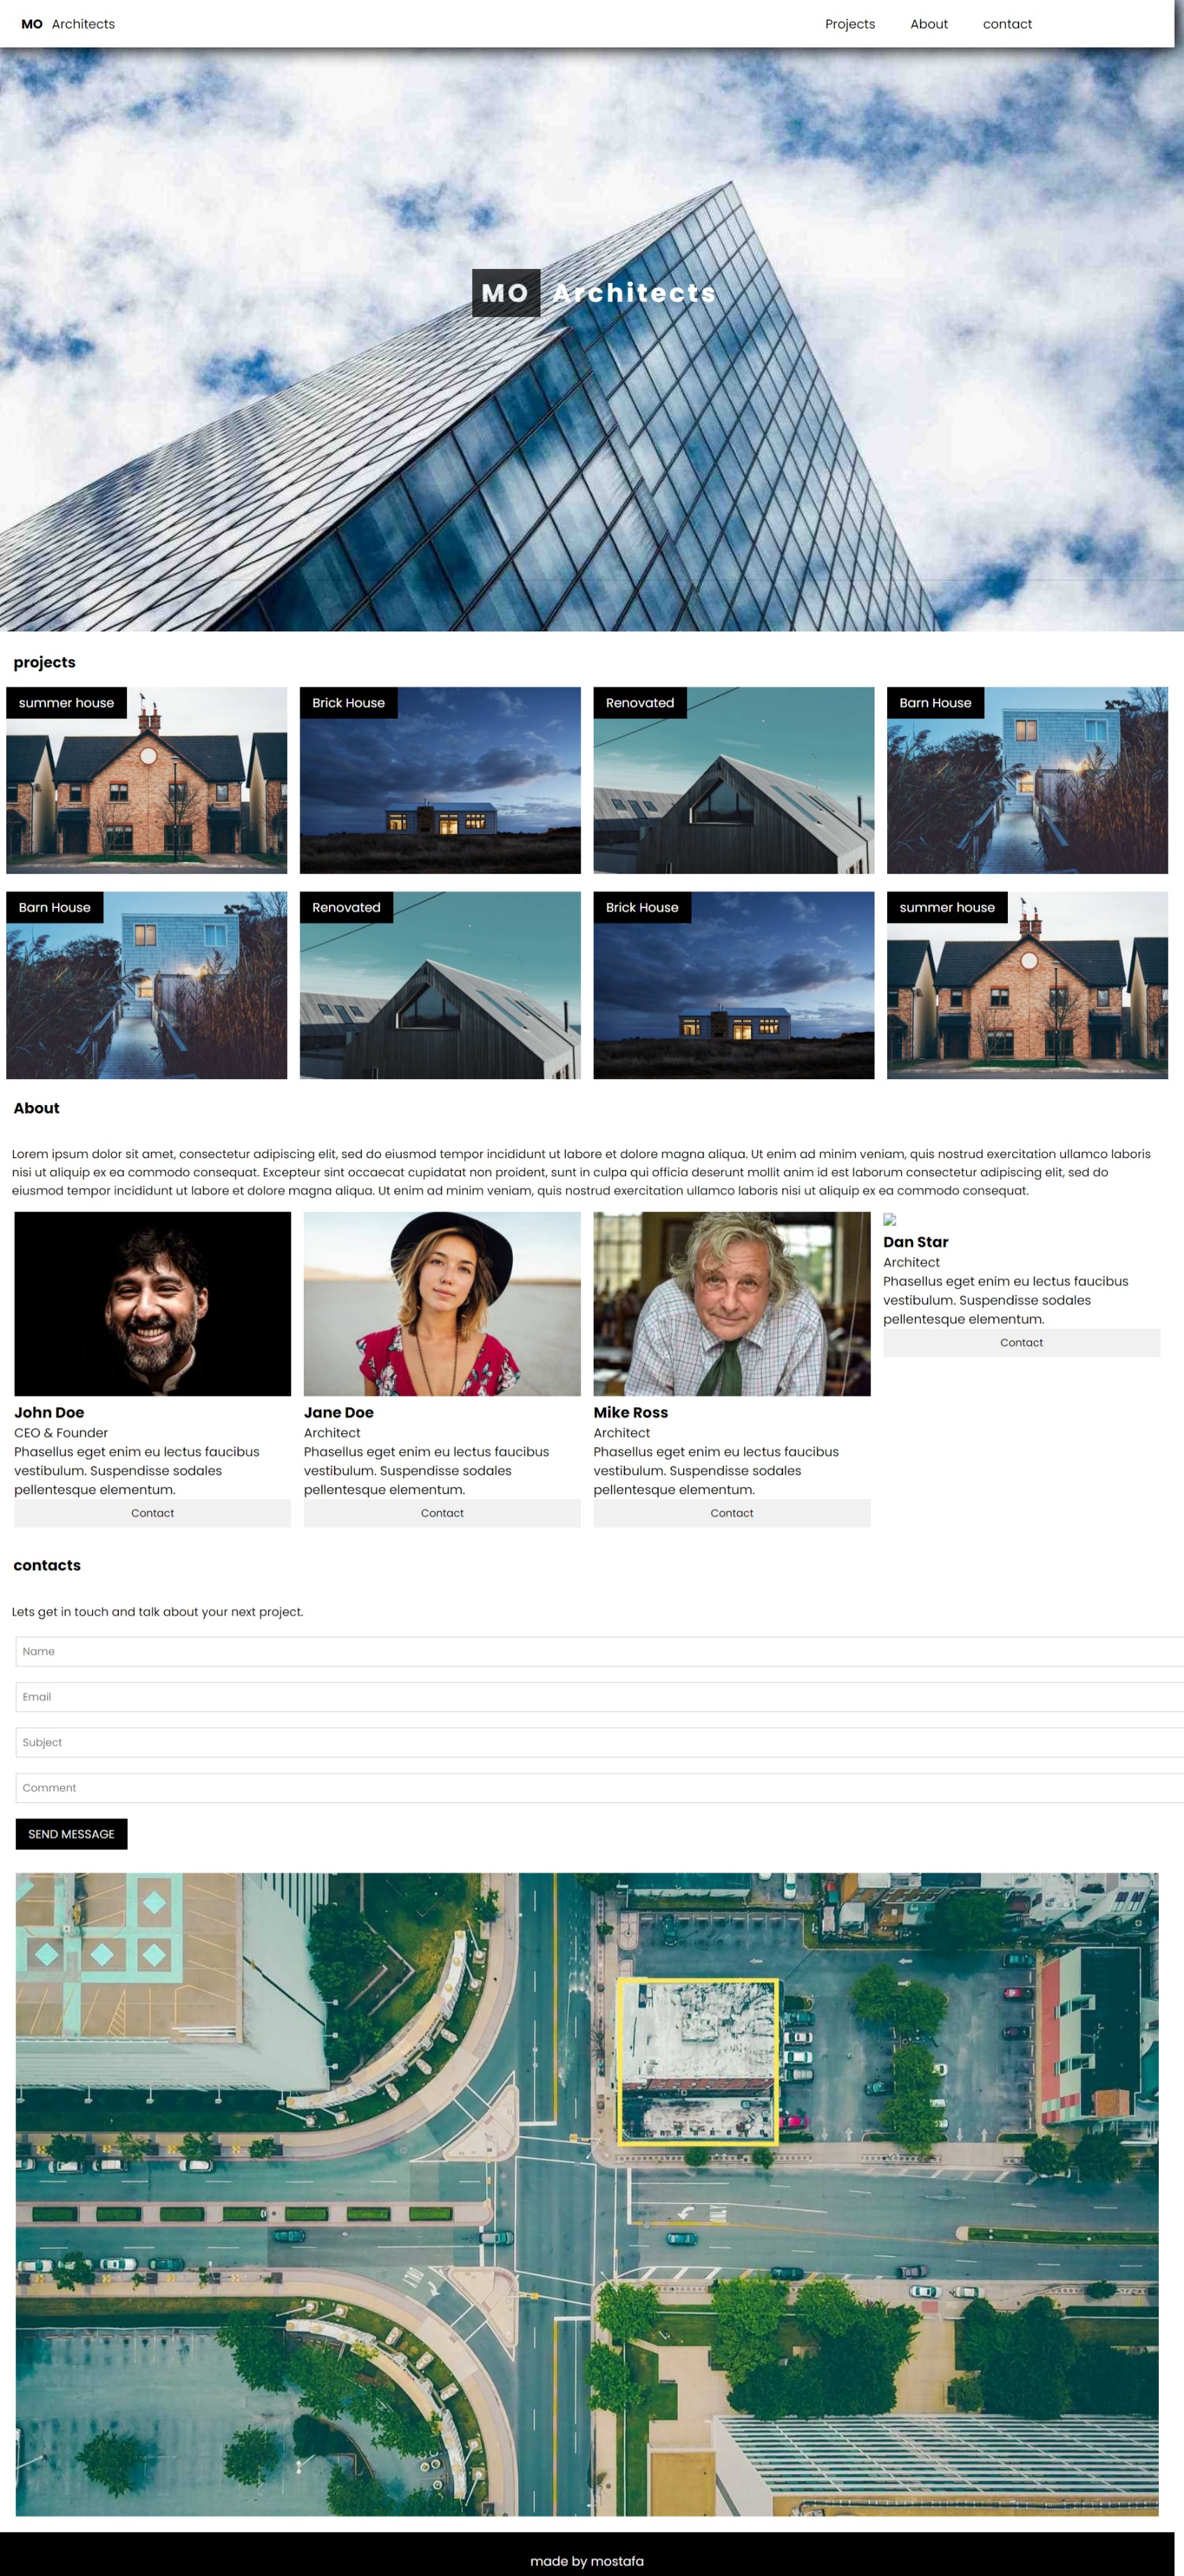 MO Architects
Projects About contact
MO Architects
projects
summer house
Brick House
Renovated
Barn House
Barn House
Renovated
Brick House
summer house
About
Lorem ipsum dolor sit amet, consectetur adipiscing elit, sed do eiusmod tempor incididunt ut labore et dolore magna aliqua. Ut enim ad minim veniam, quis nostrud exercitation ullamco laboris
nisi ut aliquip ex ea commodo consequat. Excepteur sint occaecat cupidatat non proident, sunt in culpa qui officia deserunt mollit anim id est laborum consectetur adipiscing elit, sed do
eiusmod tempor incididunt ut labore et dolore magna aliqua. Ut enim ad minim veniam, quis nostrud exercitation ullamco laboris nisi ut aliquip ex ea commodo consequat.
John Doe
CEO & Founder
Phasellus eget enim eu lectus faucibus
vestibulum. Suspendisse sodales
pellentesque elementum.
Contact
Jane Doe
Architect
Phasellus eget enim eu lectus faucibus
vestibulum. Suspendisse sodales
pellentesque elementum.
Contact
Mike Ross
Architect
Phasellus eget enim eu lectus faucibus
vestibulum. Suspendisse sodales
pellentesque elementum.
Contact
Dan Star
Architect
Phasellus eget enim eu lectus faucibus
vestibulum. Suspendisse sodales
pellentesque elementum.
Contact
contacts
Lets get in touch and talk about your next project.
Name
Email
Subject
Comment
SEND MESSAGE
made by mostafa